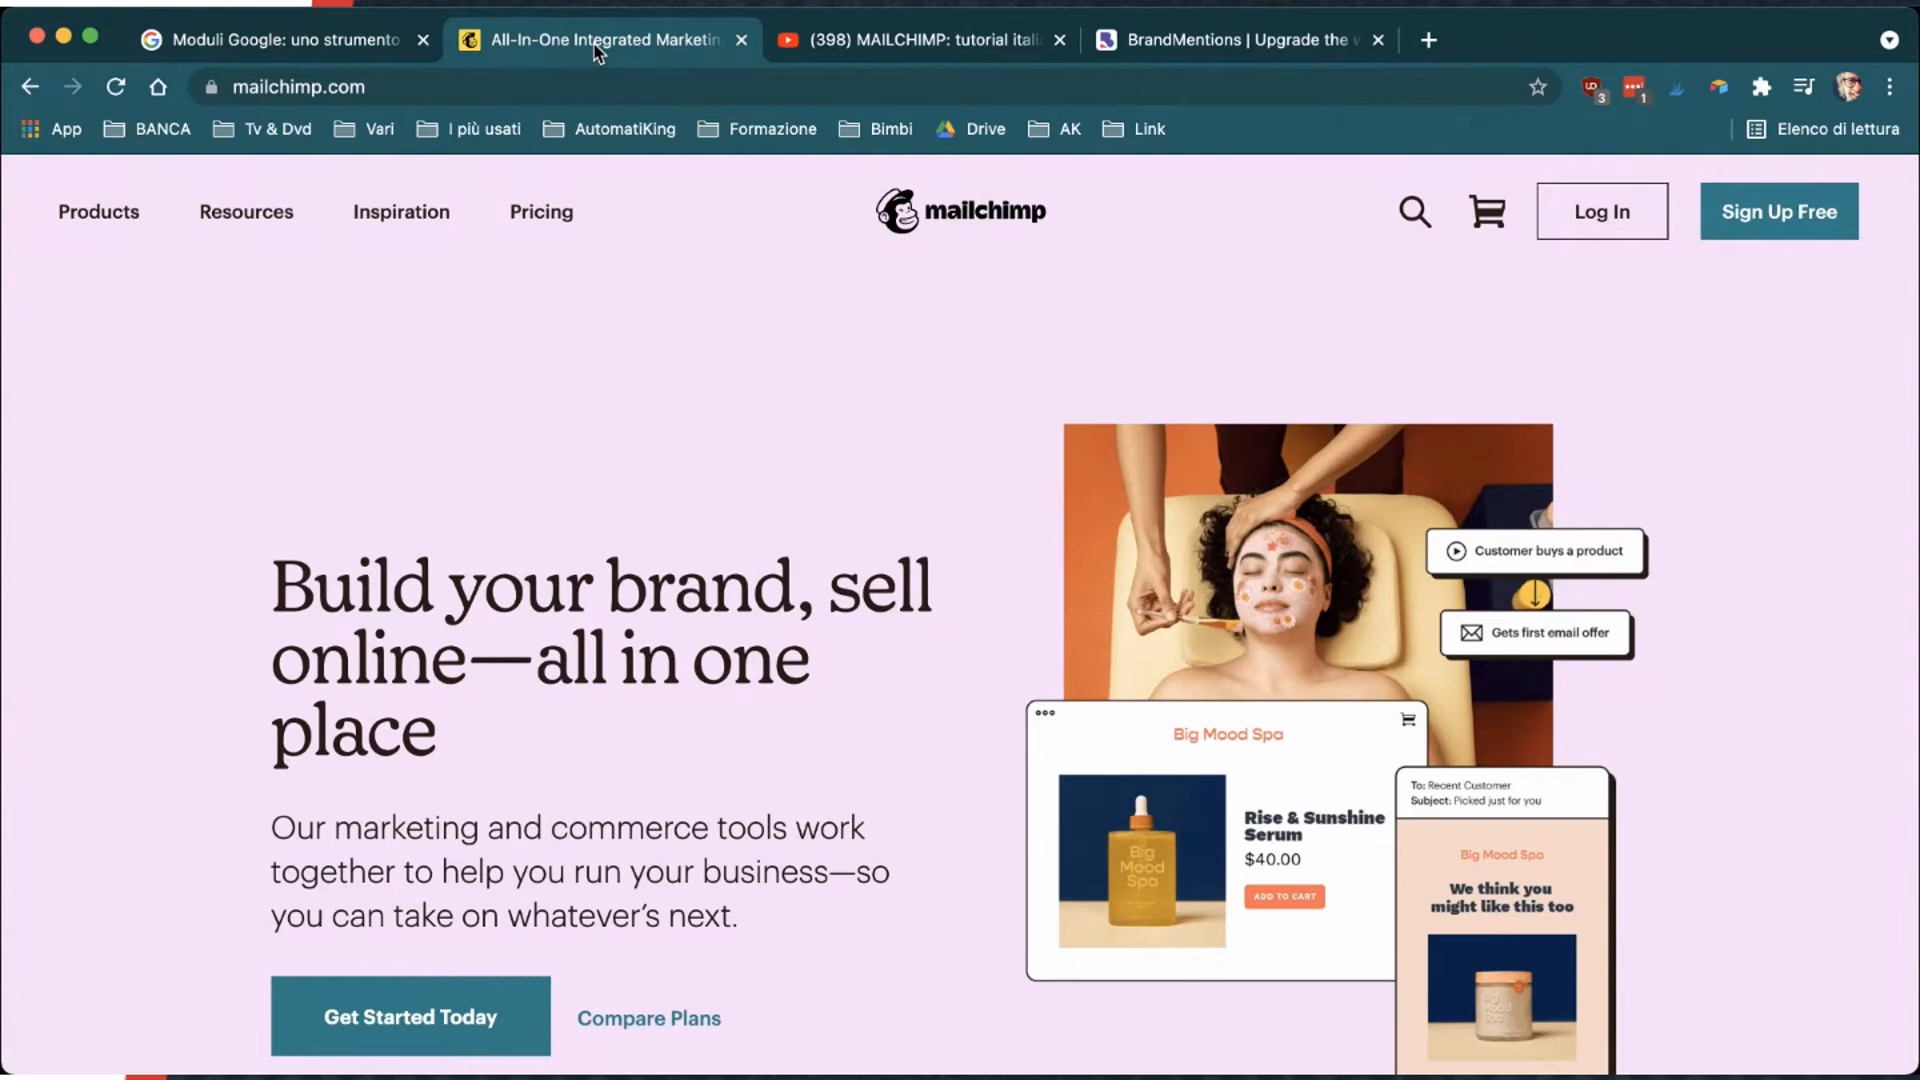 Moduli Google: uno strumento
All-In-One Integrated Marketin
(398) MAILCHIMP: tutorial itali
BrandMentions | Upgrade the w
mailchimp.com
3
1
App
BANCA
Tv & Dvd
Vari
I più usati
AutomatiKing
Formazione
Bimbi
Drive
AK
Link
Elenco di lettura
Products
Resources
Inspiration
Pricing
mailchimp
Log In
Sign Up Free
Build your brand, sell
online—all in one
place
Our marketing and commerce tools work
together to help you run your business—so
you can take on whatever's next.
Get Started Today
Compare Plans
Customer buys a product
Gets first email offer
Big Mood Spa
Big
Mood
Spa
Rise & Sunshine
Serum
$40.00
ADD TO CART
To: Recent Customer
Subject: Picked just for you
Big Mood Spa
We think you
might like this too
Big
Mood
Spa